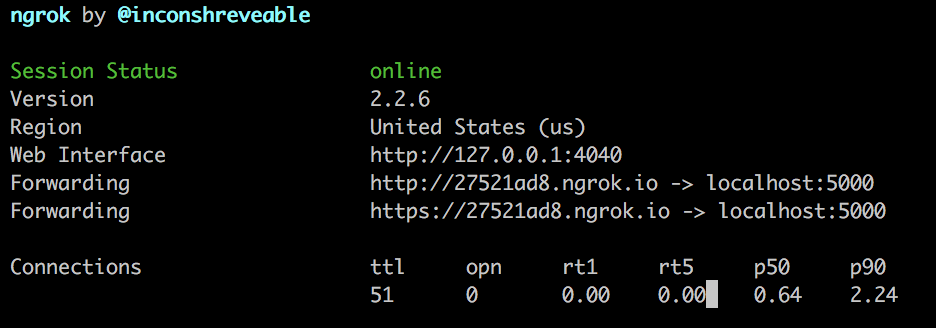 ngrok by @inconshreveable
Session Status online
Version 2.2.6
Region United States (us)
Web Interface http://127.0.0.1:4040
Forwarding http://27521ad8.ngrok.io -> localhost:5000
Forwarding https://27521ad8.ngrok.io -> localhost:5000
Connections ttl opn rt1 rt5 p50 p90
51 0 0.00 0.00 0.64 2.24